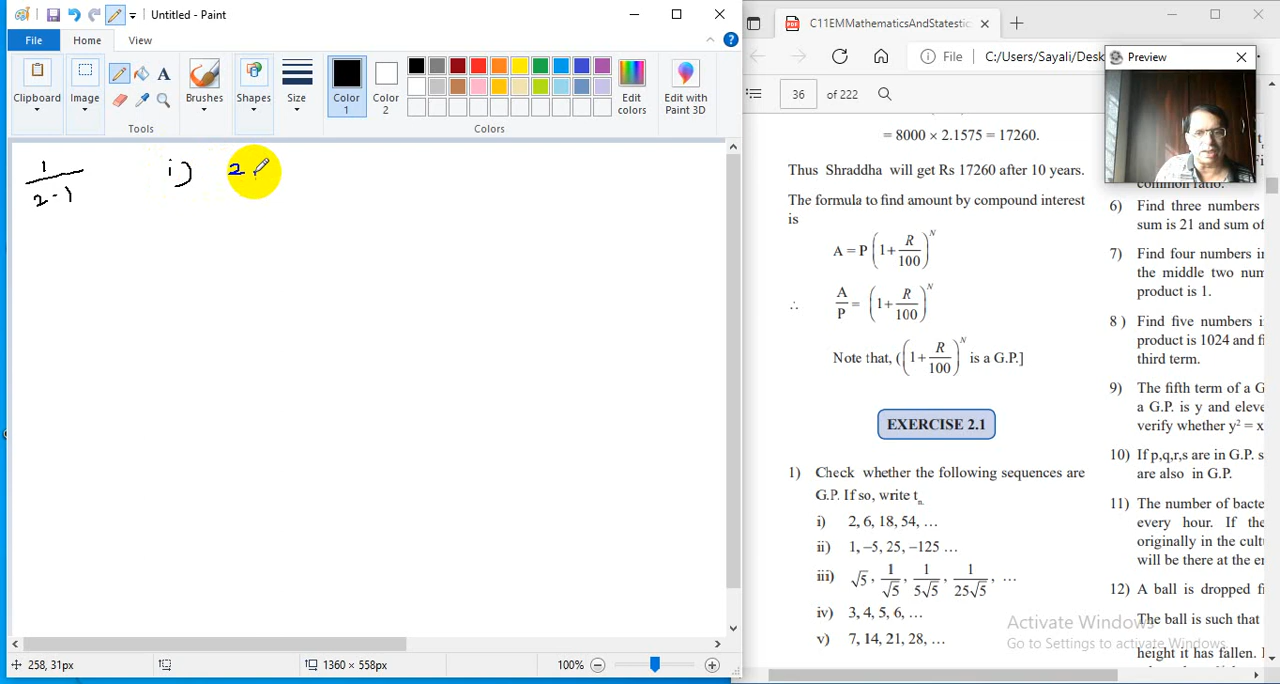 Untitled - Paint
File Home View
Clipboard Image Tools Brushes Shapes Size Color 1 Color 2 Colors Edit colors Edit with Paint 3D
1/(2-1) i) 2
258, 31px 1360 × 558px 100%
C11EMMathematicsAndStatestic
File C:/Users/Sayali/Desk
Preview
36 of 222
= 8000 × 2.1575 = 17260.
Thus Shraddha will get Rs 17260 after 10 years.
The formula to find amount by compound interest
is
A = P (1 + R/100)^N
∴ A/P = (1 + R/100)^N
Note that, ((1 + R/100)^N is a G.P.]
EXERCISE 2.1
1) Check whether the following sequences are
G.P. If so, write tₙ.
i) 2, 6, 18, 54, …
ii) 1, –5, 25, –125 …
iii) √5, 1/√5, 1/5√5, 1/25√5, …
iv) 3, 4, 5, 6, …
v) 7, 14, 21, 28, …
common ratio.
6) Find three numbers
sum is 21 and sum of
7) Find four numbers in
the middle two num
product is 1.
8 ) Find five numbers i
product is 1024 and fi
third term.
9) The fifth term of a G
a G.P. is y and eleve
verify whether y² = x
10) If p,q,r,s are in G.P. s
are also in G.P.
11) The number of bacte
every hour. If the
originally in the cult
will be there at the en
12) A ball is dropped fi
The ball is such that
height it has fallen. I
Activate Windows
Go to Settings to activate Windows.